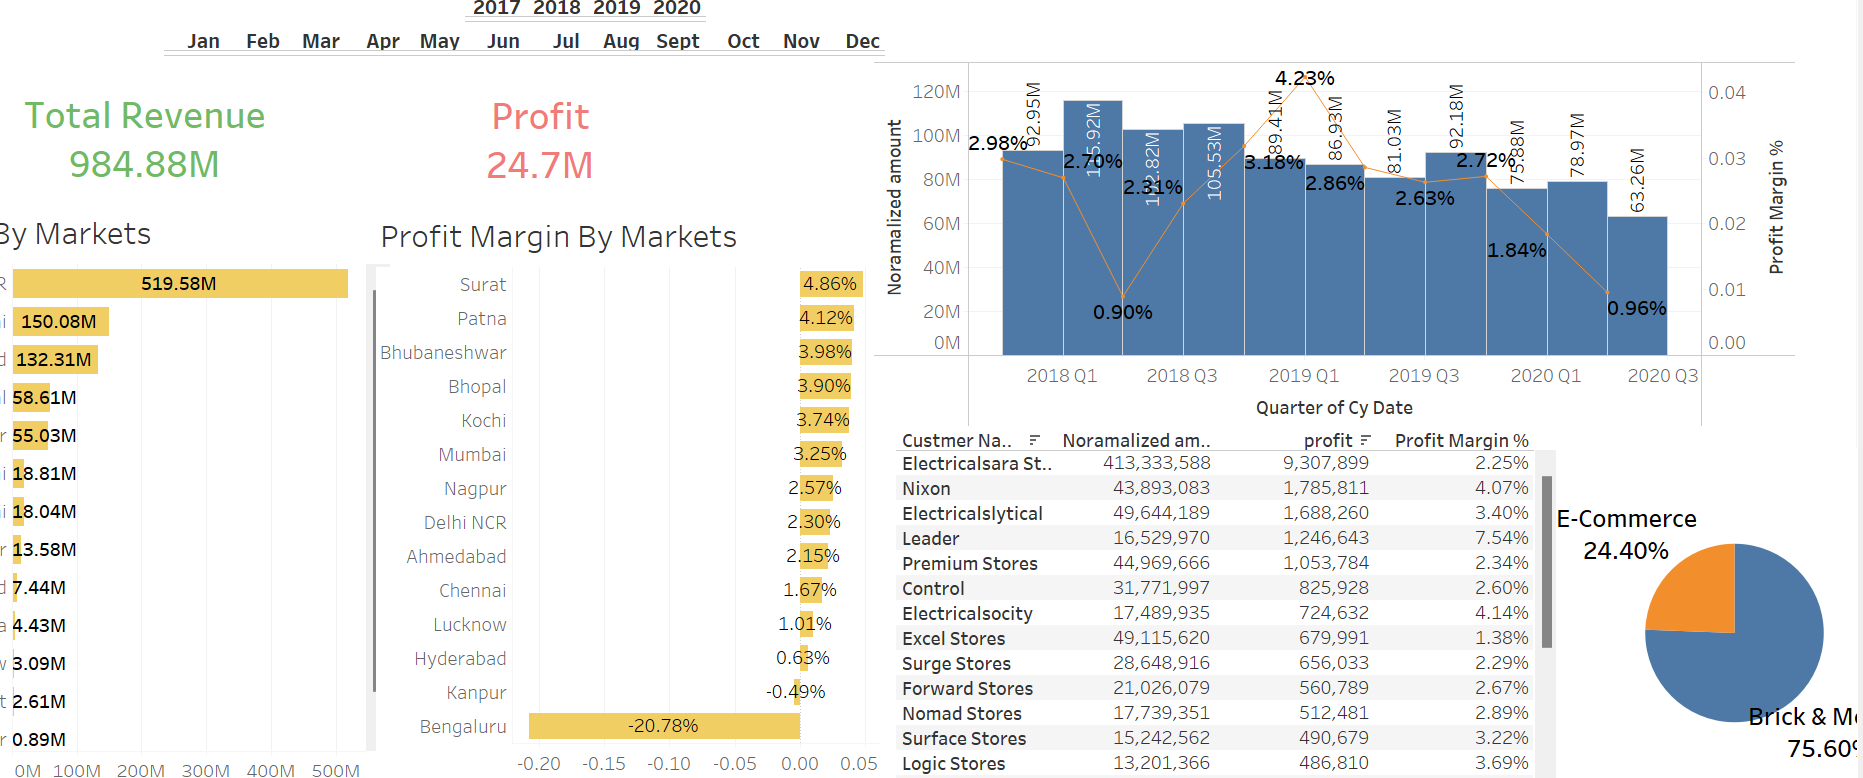 2017 2018 2019 2020
Jan Feb Mar Apr May Jun Jul Aug Sept Oct Nov Dec
Total Revenue
984.88M
Profit
24.7M
By Markets
519.58M
150.08M
132.31M
58.61M
55.03M
18.81M
18.04M
13.58M
7.44M
4.43M
3.09M
2.61M
0.89M
0M 100M 200M 300M 400M 500M
Profit Margin By Markets
Surat 4.86%
Patna 4.12%
Bhubaneshwar 3.98%
Bhopal 3.90%
Kochi 3.74%
Mumbai 3.25%
Nagpur 2.57%
Delhi NCR 2.30%
Ahmedabad 2.15%
Chennai 1.67%
Lucknow 1.01%
Hyderabad 0.63%
Kanpur -0.49%
Bengaluru -20.78%
-0.20 -0.15 -0.10 -0.05 0.00 0.05
Noramalized amount
120M
100M
80M
60M
40M
20M
0M
92.95M
105.53M
89.41M
86.93M
81.03M
92.18M
75.88M
78.97M
63.26M
2.98%
2.70%
0.90%
2.31%
3.18%
4.23%
2.86%
2.63%
2.72%
1.84%
0.96%
0.04
0.03
0.02
0.01
0.00
Profit Margin %
2018 Q1 2018 Q3 2019 Q1 2019 Q3 2020 Q1 2020 Q3
Quarter of Cy Date
Custmer Na.. Noramalized am.. profit Profit Margin %
Electricalsara St.. 413,333,588 9,307,899 2.25%
Nixon 43,893,083 1,785,811 4.07%
Electricalslytical 49,644,189 1,688,260 3.40%
Leader 16,529,970 1,246,643 7.54%
Premium Stores 44,969,666 1,053,784 2.34%
Control 31,771,997 825,928 2.60%
Electricalsocity 17,489,935 724,632 4.14%
Excel Stores 49,115,620 679,991 1.38%
Surge Stores 28,648,916 656,033 2.29%
Forward Stores 21,026,079 560,789 2.67%
Nomad Stores 17,739,351 512,481 2.89%
Surface Stores 15,242,562 490,679 3.22%
Logic Stores 13,201,366 486,810 3.69%
E-Commerce
24.40%
Brick & M
75.60%